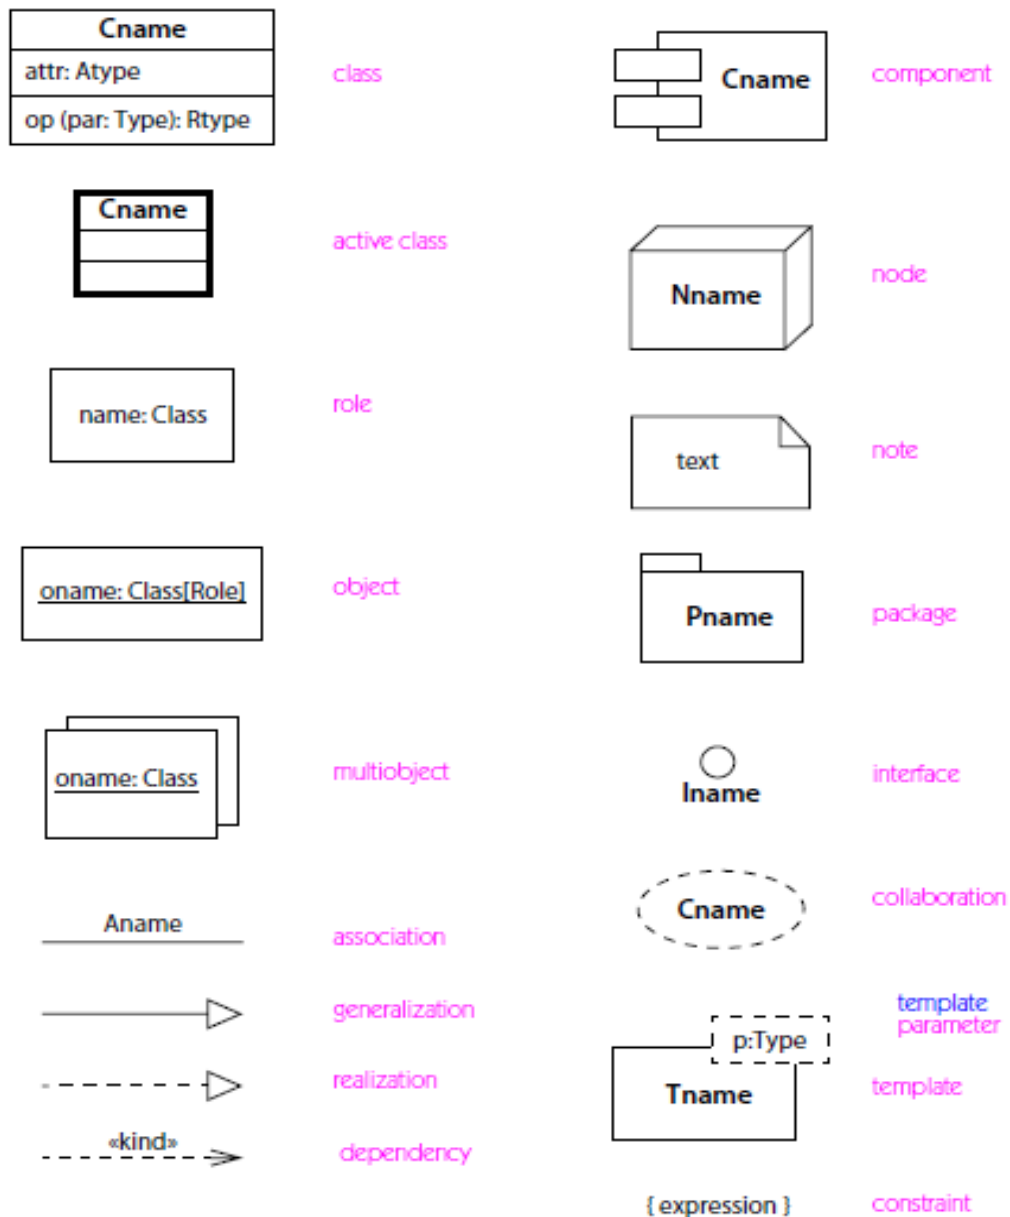 Cname
attr: Atype
op (par: Type): Rtype
class
Cname
active class
name: Class
role
oname: Class[Role]
object
oname: Class
multiobject
Aname
association
generalization
realization
«kind»
dependency
Cname
component
Nname
node
text
note
Pname
package
Iname
interface
Cname
collaboration
template
parameter
p:Type
Tname
template
{ expression }
constraint